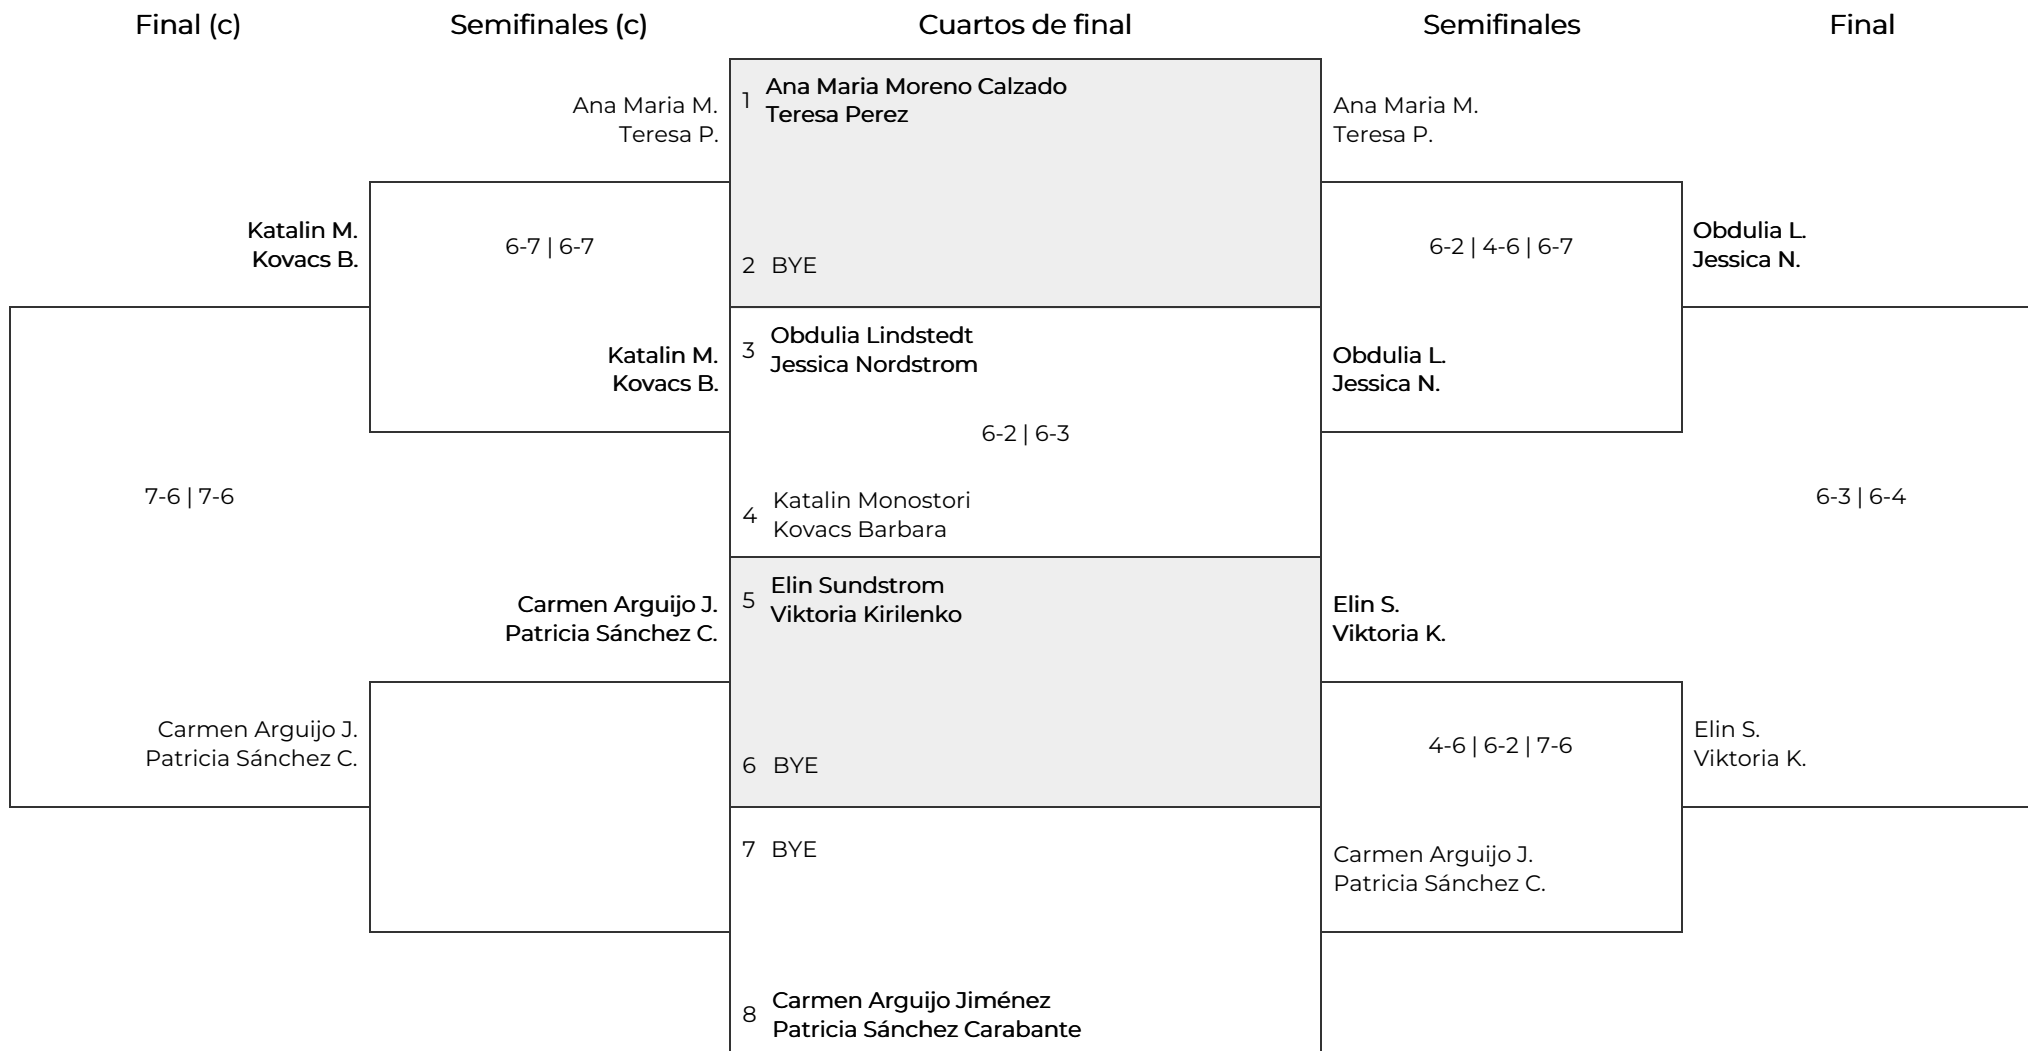 Final (c)
Semifinales (c)
Cuartos de final
Semifinales
Final
Katalin M.
Kovacs B.
7-6 | 7-6
Carmen Arguijo J.
Patricia Sánchez C.
Ana Maria M.
Teresa P.
6-7 | 6-7
Katalin M.
Kovacs B.
Carmen Arguijo J.
Patricia Sánchez C.
1 Ana Maria Moreno Calzado
Teresa Perez
2 BYE
3 Obdulia Lindstedt
Jessica Nordstrom
6-2 | 6-3
4 Katalin Monostori
Kovacs Barbara
5 Elin Sundstrom
Viktoria Kirilenko
6 BYE
7 BYE
8 Carmen Arguijo Jiménez
Patricia Sánchez Carabante
Ana Maria M.
Teresa P.
6-2 | 4-6 | 6-7
Obdulia L.
Jessica N.
Elin S.
Viktoria K.
4-6 | 6-2 | 7-6
Carmen Arguijo J.
Patricia Sánchez C.
Obdulia L.
Jessica N.
6-3 | 6-4
Elin S.
Viktoria K.